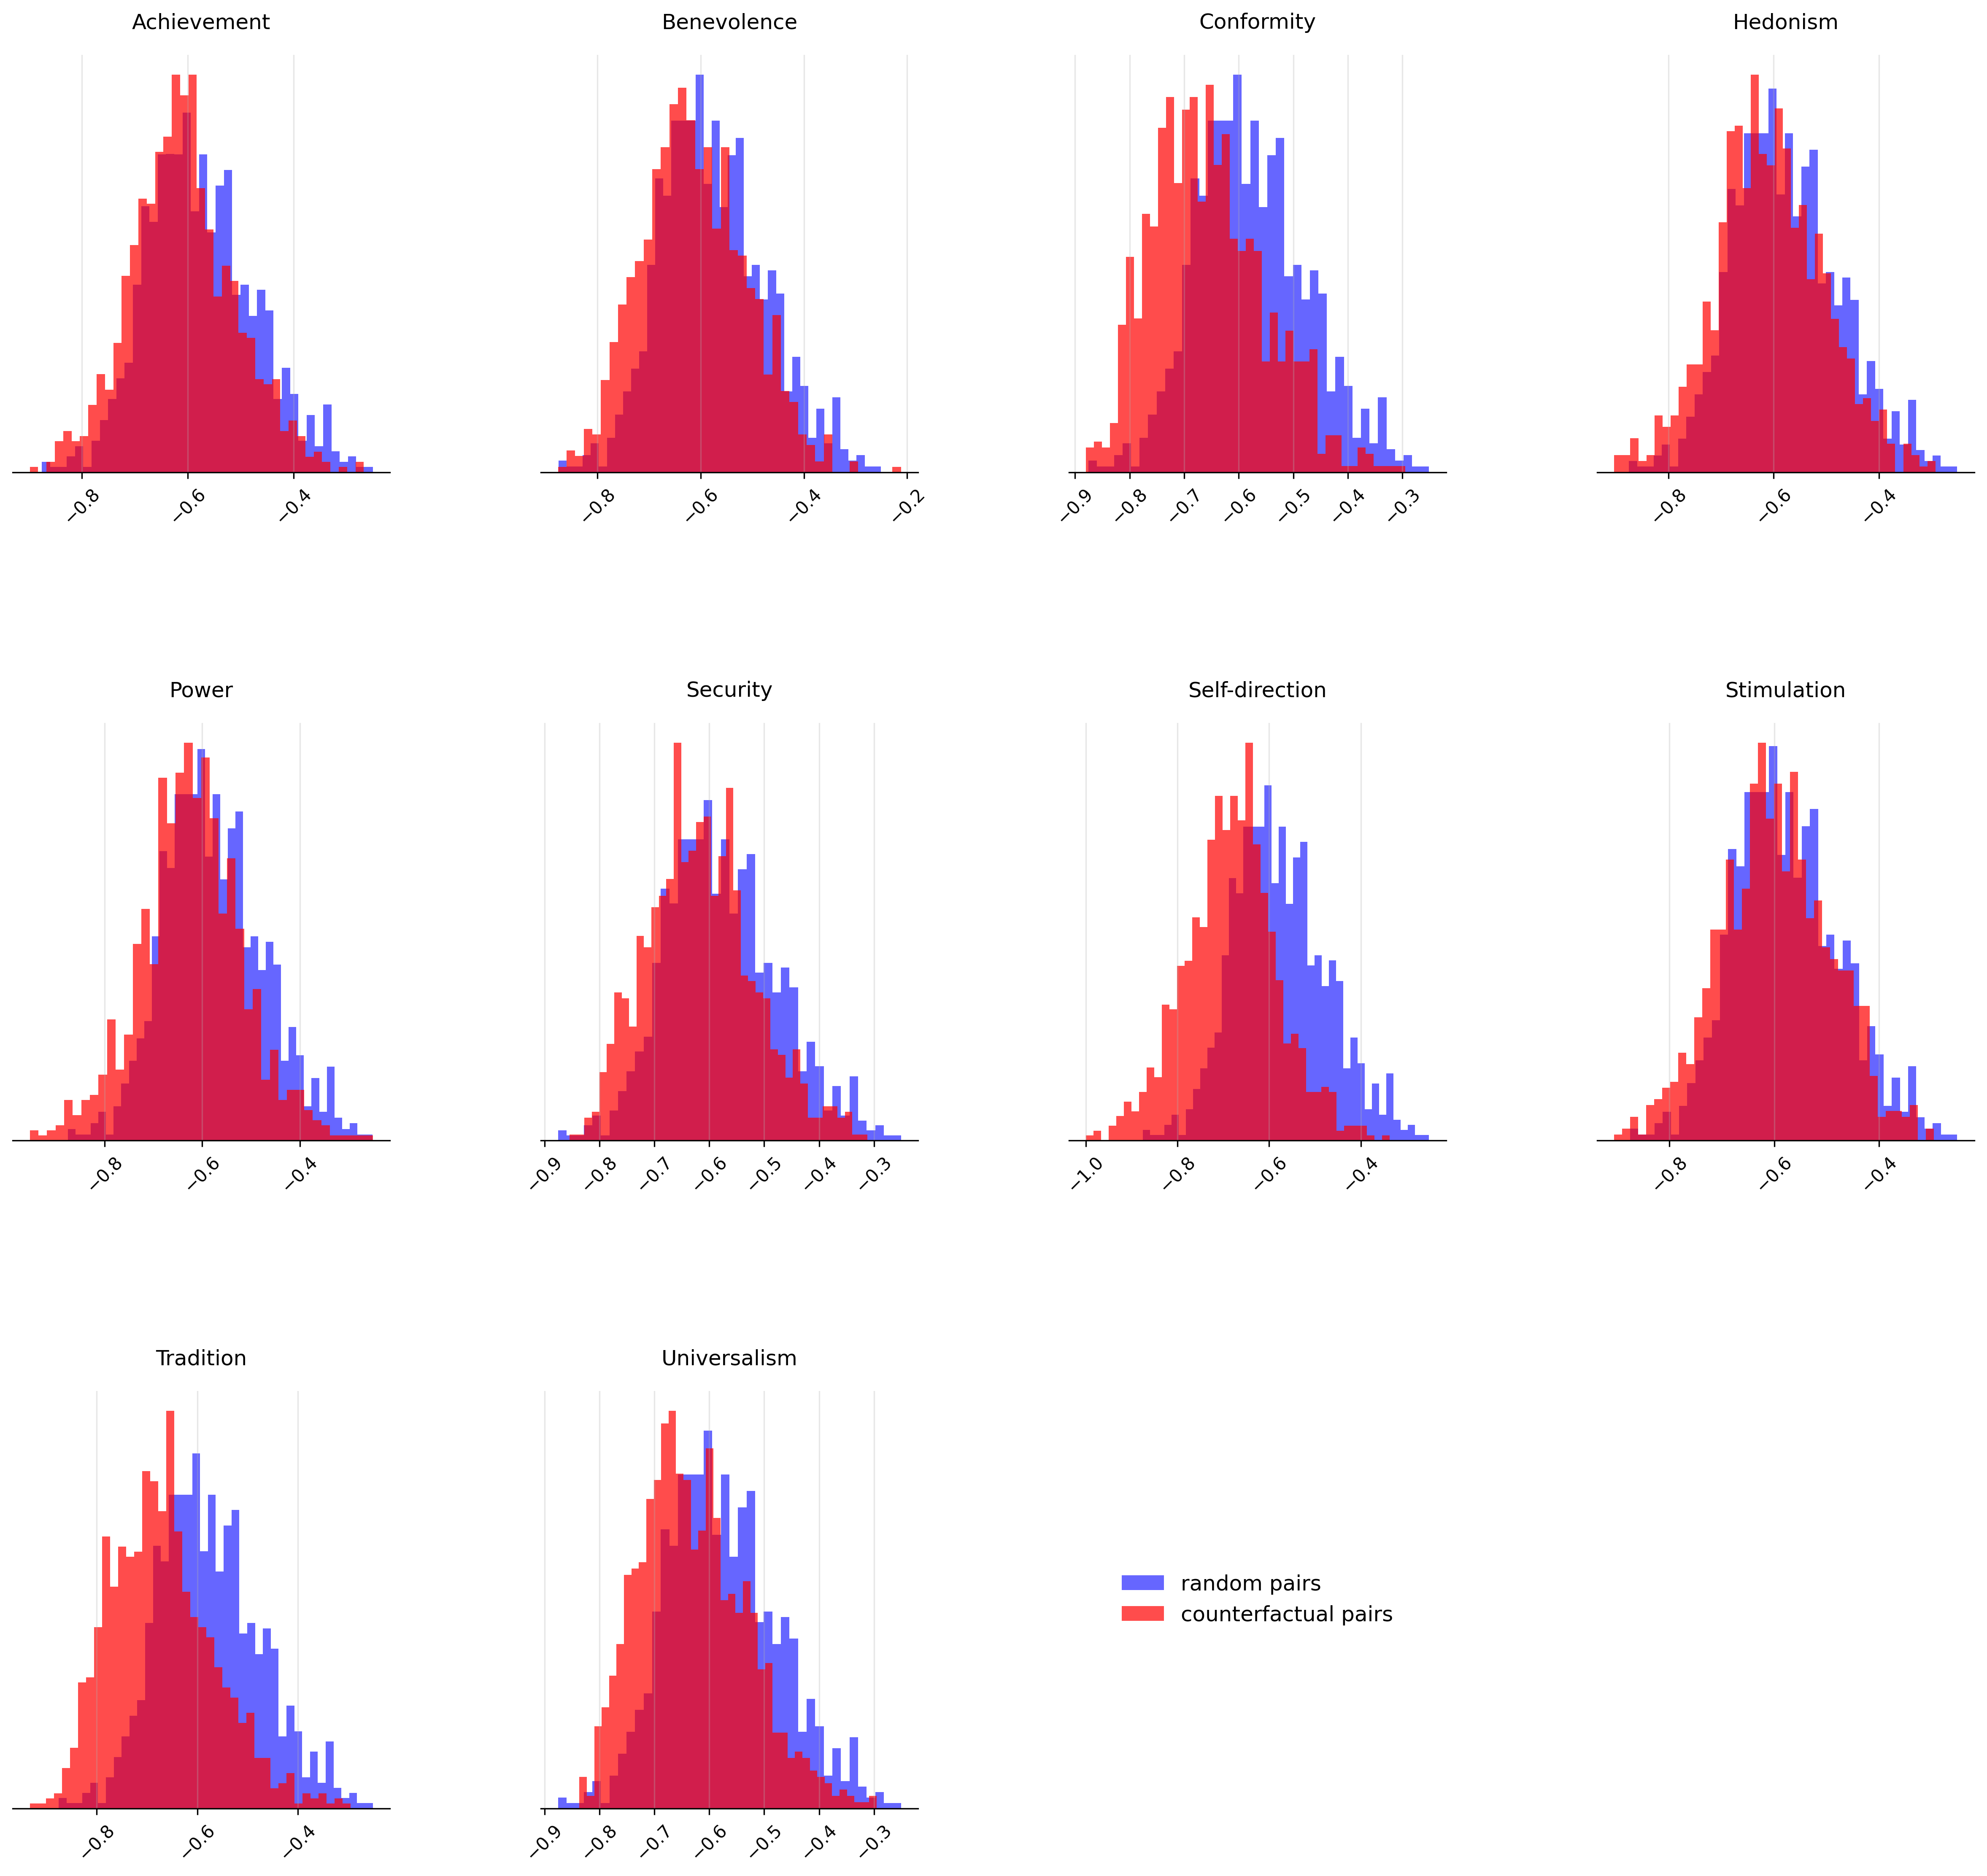 Achievement
Benevolence
Conformity
Hedonism
−0.8 −0.6 −0.4
−0.8 −0.6 −0.4 −0.2
−0.9 −0.8 −0.7 −0.6 −0.5 −0.4 −0.3
−0.8 −0.6 −0.4
Power
Security
Self-direction
Stimulation
−0.8 −0.6 −0.4
−0.9 −0.8 −0.7 −0.6 −0.5 −0.4 −0.3
−1.0 −0.8 −0.6 −0.4
−0.8 −0.6 −0.4
Tradition
Universalism
random pairs
counterfactual pairs
−0.8 −0.6 −0.4
−0.9 −0.8 −0.7 −0.6 −0.5 −0.4 −0.3